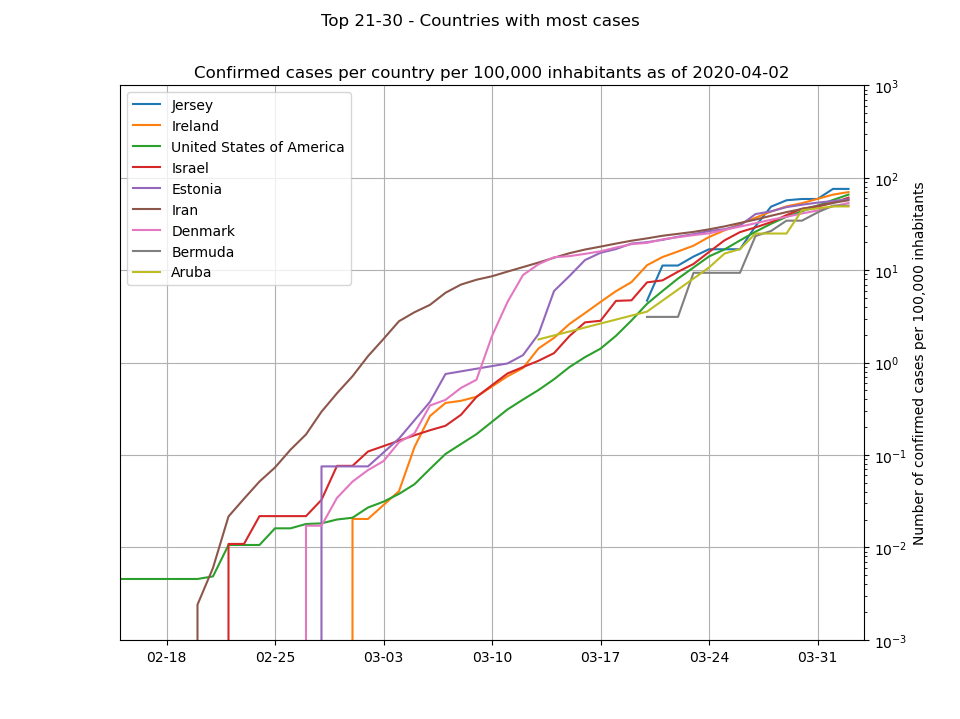 Top 21-30 - Countries with most cases
Confirmed cases per country per 100,000 inhabitants as of 2020-04-02
Jersey
Ireland
United States of America
Israel
Estonia
Iran
Denmark
Bermuda
Aruba
10³
10²
10¹
10⁰
10⁻¹
10⁻²
10⁻³
Number of confirmed cases per 100,000 inhabitants
02-18 02-25 03-03 03-10 03-17 03-24 03-31